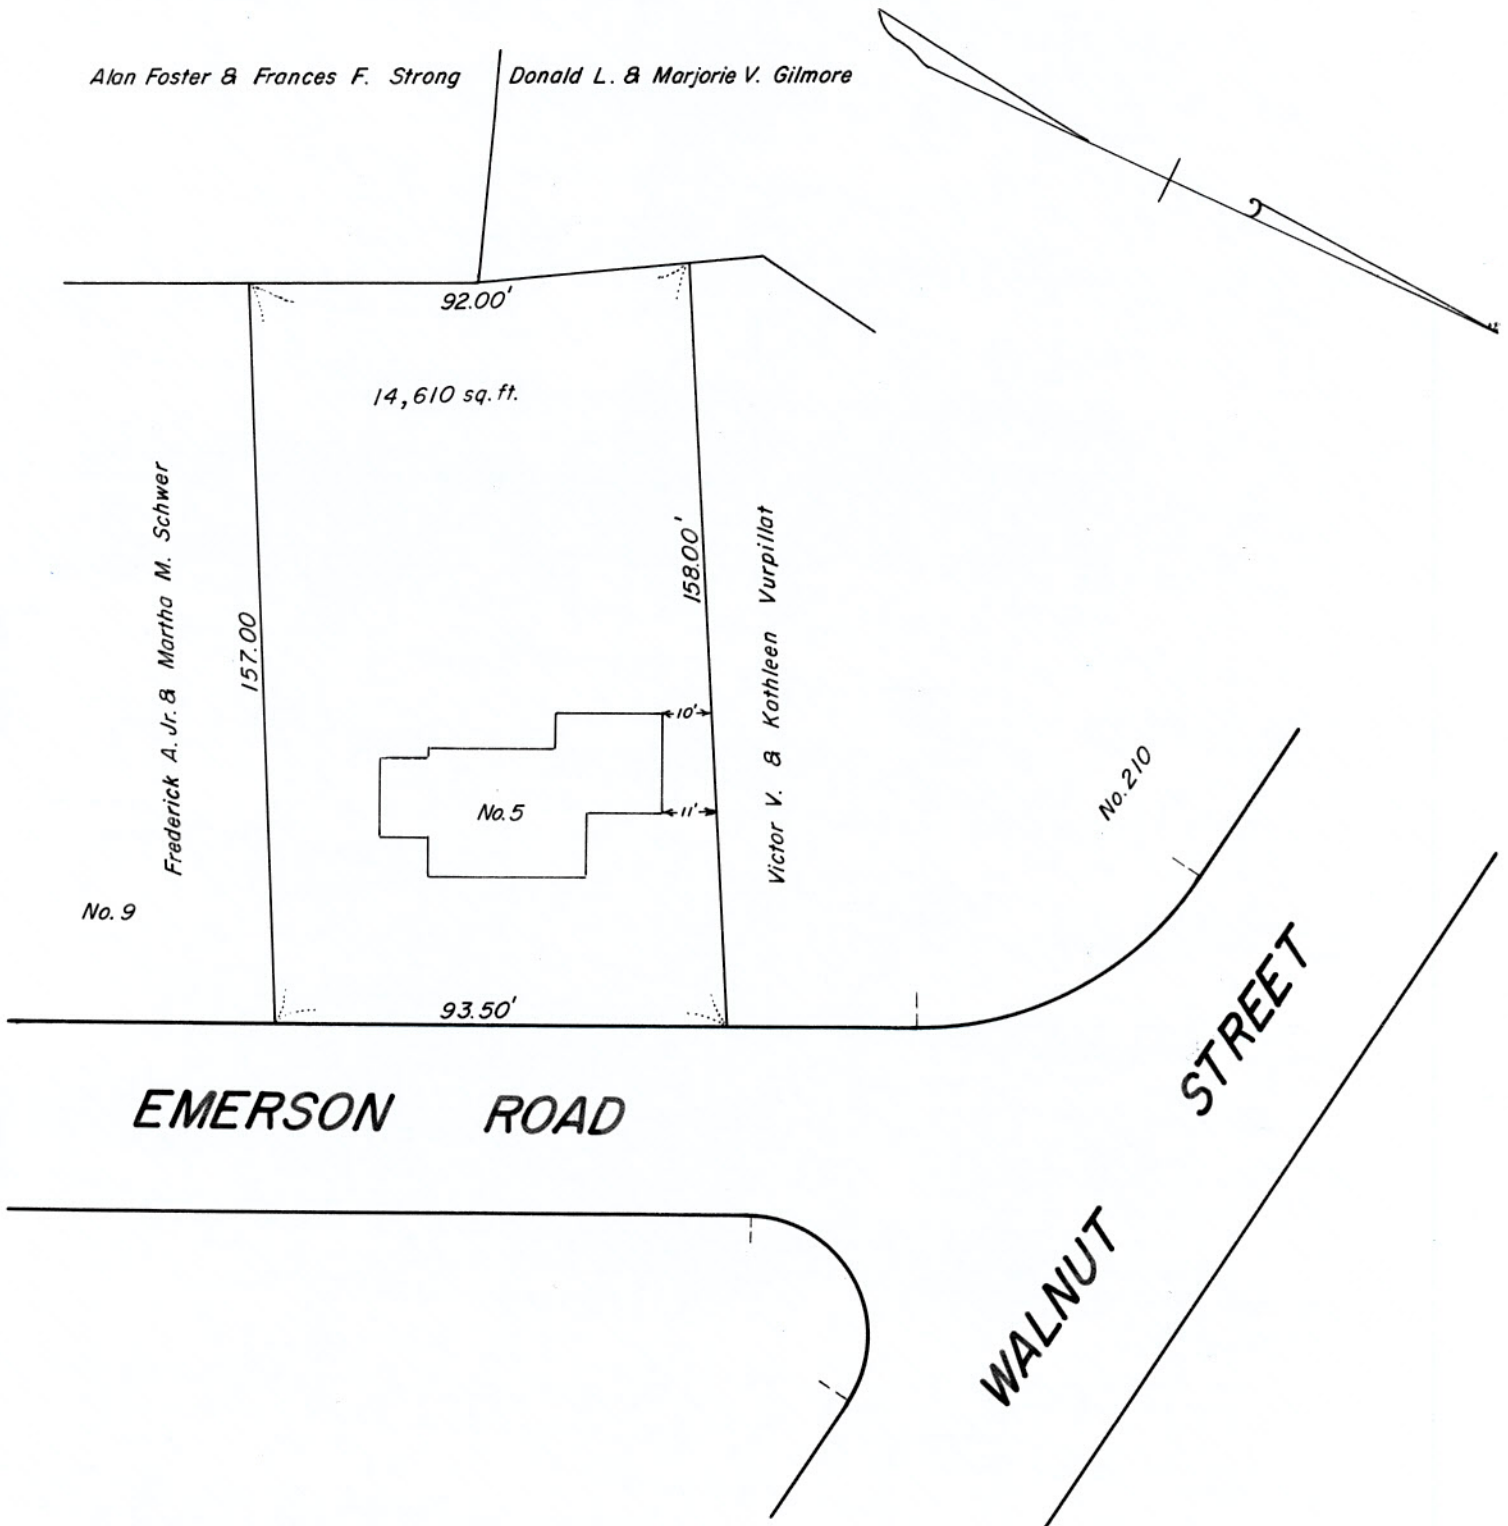 Alan Foster & Frances F. Strong
Donald L. & Marjorie V. Gilmore
92.00'
14,610 sq. ft.
Frederick A. Jr. & Martha M. Schwer
157.00
158.00'
Victor V. & Kathleen Vurpillat
10'
No. 5
11'
No. 210
No. 9
93.50'
EMERSON ROAD
WALNUT STREET